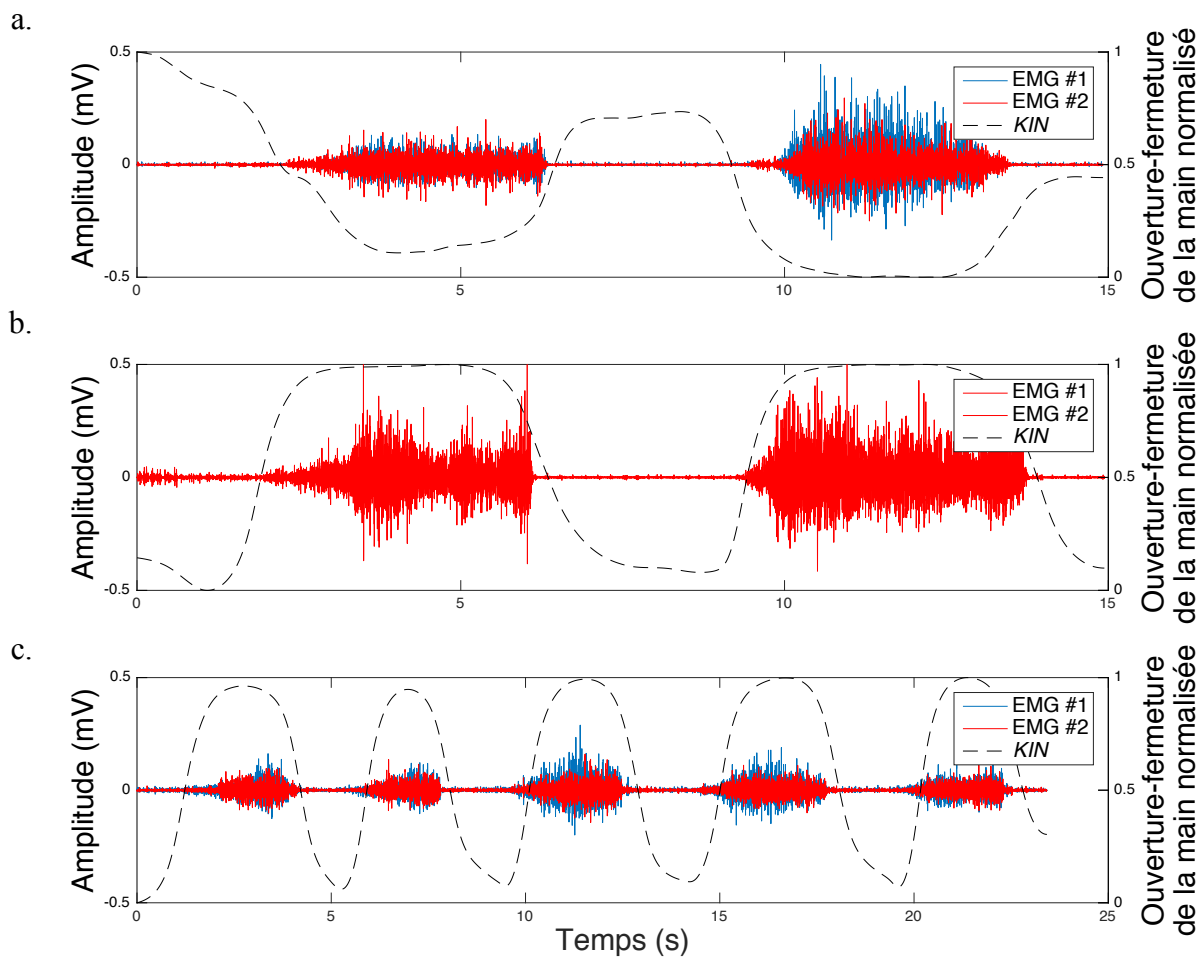 a.
Amplitude (mV)
0.5
0
-0.5
0
5
10
15
1
0.5
0
EMG #1
EMG #2
KIN
Ouverture-fermeture
de la main normalisé
b.
Amplitude (mV)
0.5
0
-0.5
0
5
10
15
1
0.5
0
EMG #1
EMG #2
KIN
Ouverture-fermeture
de la main normalisée
c.
Amplitude (mV)
0.5
0
-0.5
0
5
10
15
20
25
1
0.5
0
EMG #1
EMG #2
KIN
Ouverture-fermeture
de la main normalisée
Temps (s)